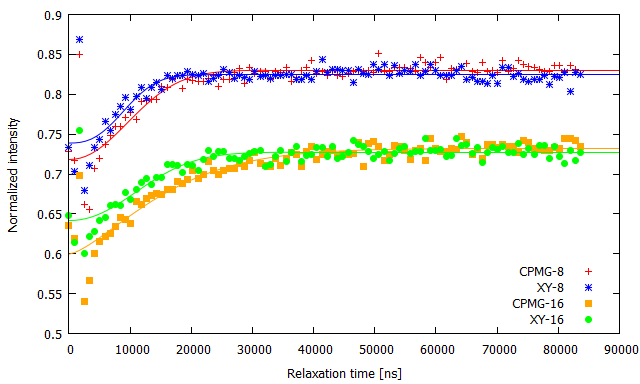 0.9
0.85
0.8
0.75
0.7
0.65
0.6
0.55
0.5
Normalized intensity
CPMG-8
XY-8
CPMG-16
XY-16
0 10000 20000 30000 40000 50000 60000 70000 80000 90000
Relaxation time [ns]